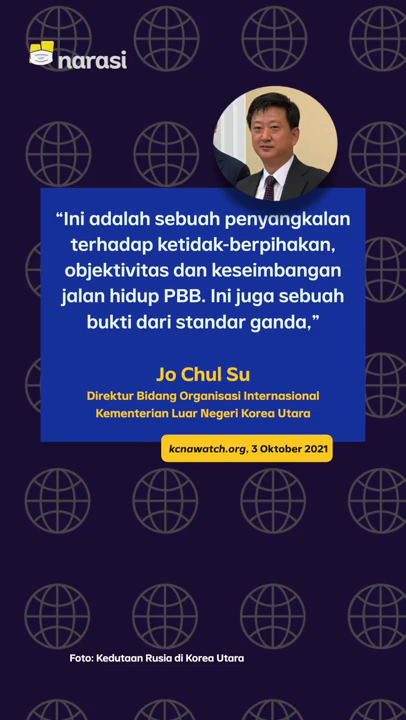 narasi
“Ini adalah sebuah penyangkalan
terhadap ketidak-berpihakan,
objektivitas dan keseimbangan
jalan hidup PBB. Ini juga sebuah
bukti dari standar ganda,”
Jo Chul Su
Direktur Bidang Organisasi Internasional
Kementerian Luar Negeri Korea Utara
kcnawatch.org, 3 Oktober 2021
Foto: Kedutaan Rusia di Korea Utara